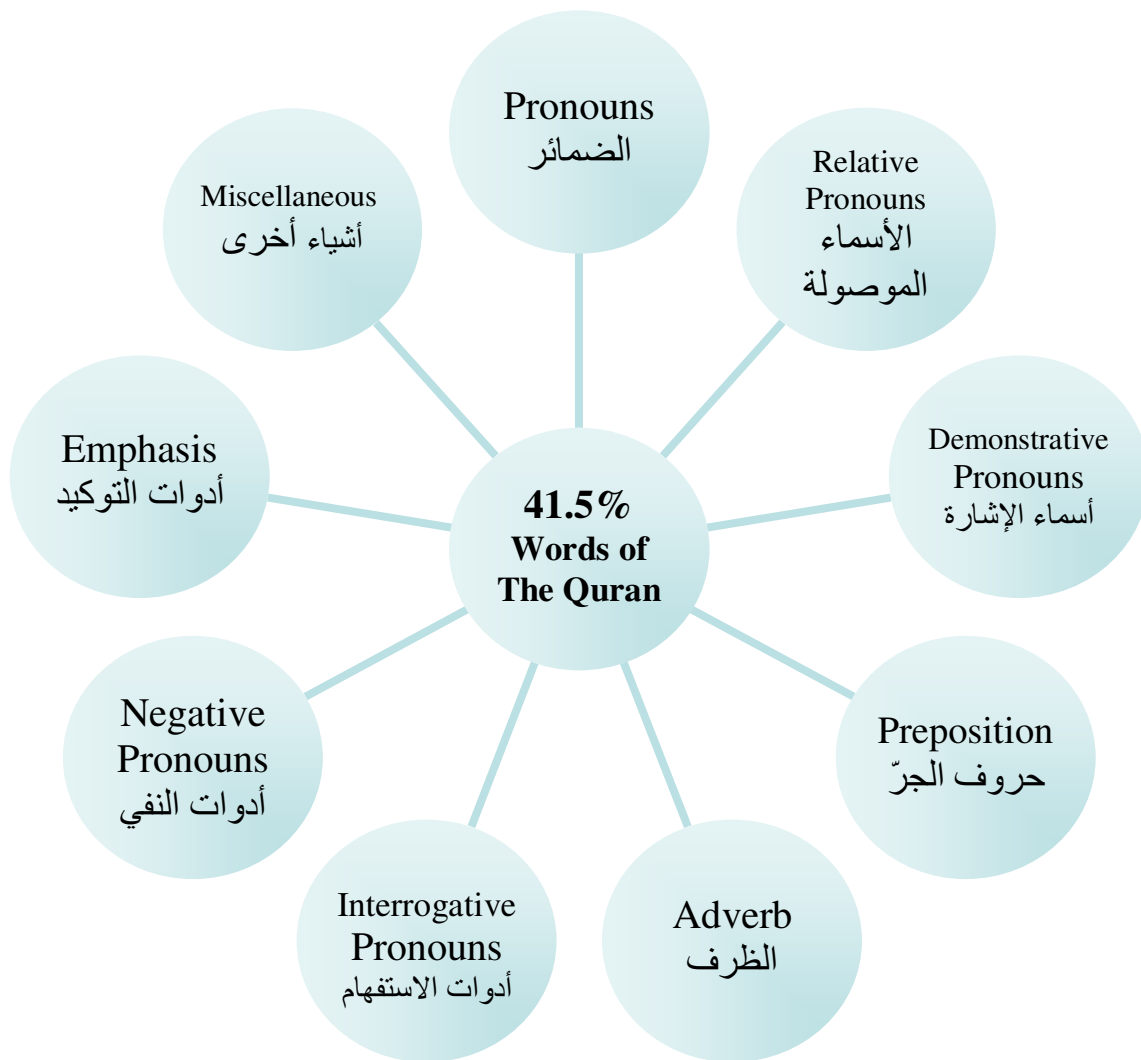 Pronouns
الضمائر
Relative
Pronouns
الأسماء
الموصولة
Demonstrative
Pronouns
أسماء الإشارة
Preposition
حروف الجرّ
Adverb
الظرف
Interrogative
Pronouns
أدوات الاستفهام
Negative
Pronouns
أدوات النفي
Emphasis
أدوات التوكيد
Miscellaneous
أشياء أخرى
41.5%
Words of
The Quran